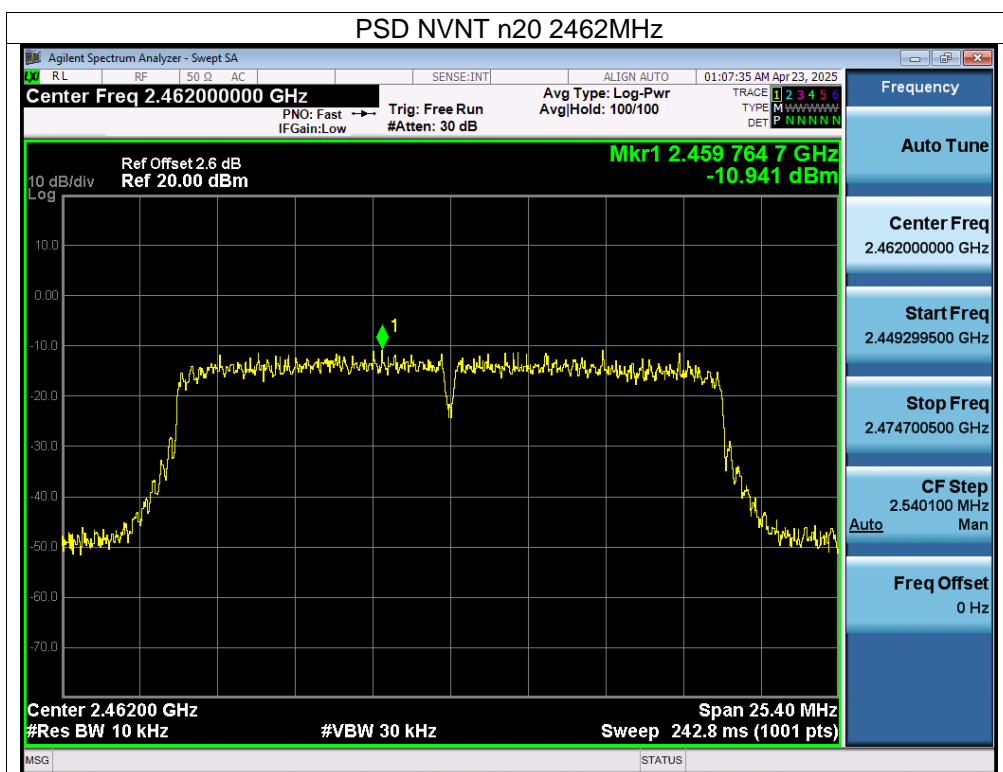 PSD NVNT n20 2462MHz
Agilent Spectrum Analyzer - Swept SA
LXI RL RF 50 Ω AC SENSE:INT ALIGN AUTO 01:07:35 AM Apr 23, 2025
Center Freq 2.462000000 GHz
PNO: Fast
IFGain:Low
Trig: Free Run
#Atten: 30 dB
Avg Type: Log-Pwr
Avg|Hold: 100/100
TRACE 1 2 3 4 5 6
TYPE M WWWWW
DET P N N N N N
Ref Offset 2.6 dB
Ref 20.00 dBm
10 dB/div
Log
Mkr1 2.459 764 7 GHz
-10.941 dBm
10.0
0.00
-10.0
-20.0
-30.0
-40.0
-50.0
-60.0
-70.0
1
Center 2.46200 GHz
Span 25.40 MHz
#Res BW 10 kHz
#VBW 30 kHz
Sweep 242.8 ms (1001 pts)
MSG
STATUS
Frequency
Auto Tune
Center Freq
2.462000000 GHz
Start Freq
2.449299500 GHz
Stop Freq
2.474700500 GHz
CF Step
2.540100 MHz
Auto Man
Freq Offset
0 Hz